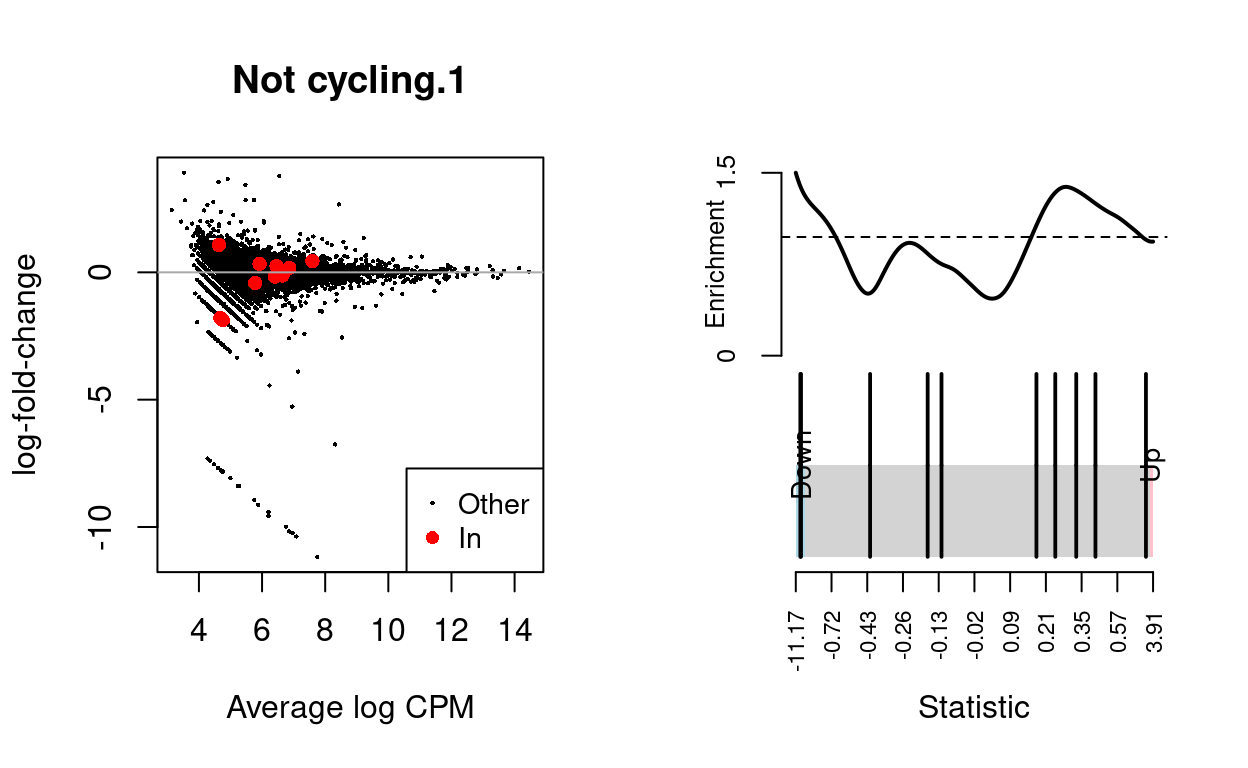 Not cycling.1
log-fold-change
0
-5
-10
Other
In
4 6 8 10 12 14
Average log CPM
Enrichment
1.5
0
Down
Up
-11.17 -0.72 -0.43 -0.26 -0.13 -0.02 0.09 0.21 0.35 0.57 3.91
Statistic